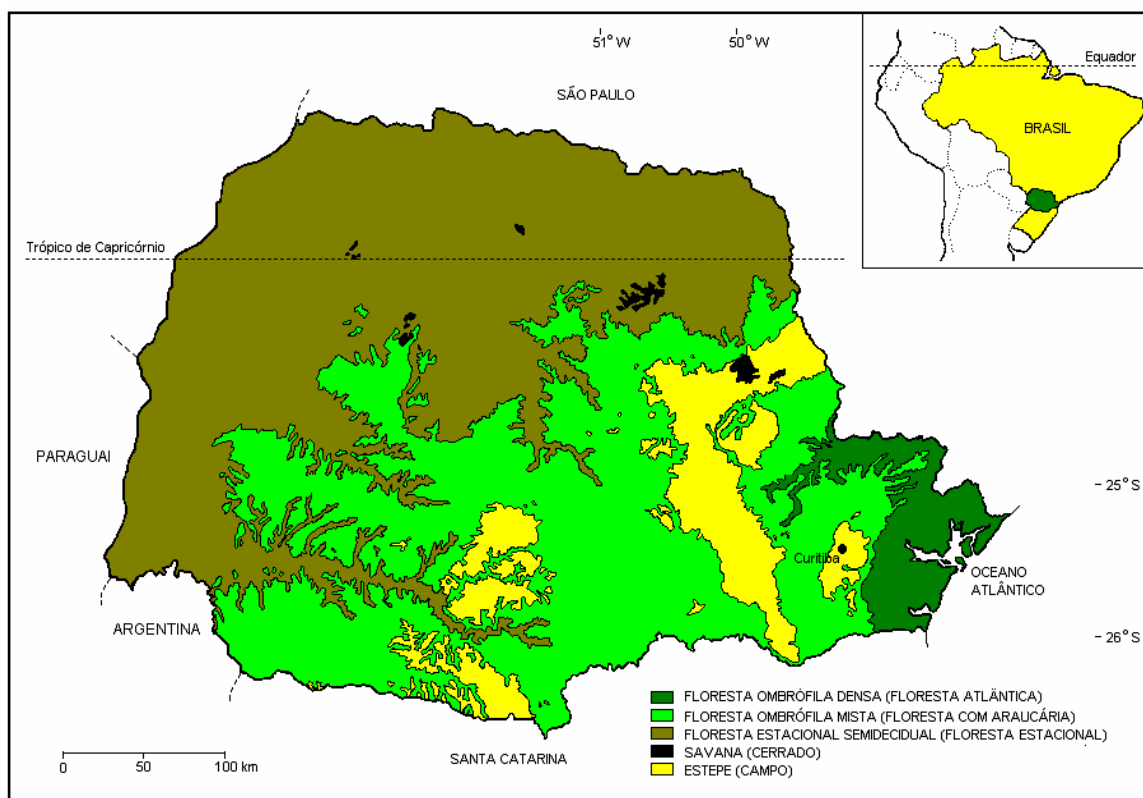 51° W
50° W
SÃO PAULO
Equador
BRASIL
Trópico de Capricórnio
PARAGUAI
25° S
Curitiba
OCEANO
ATLÂNTICO
ARGENTINA
26° S
FLORESTA OMBRÓFILA DENSA (FLORESTA ATLÂNTICA)
FLORESTA OMBRÓFILA MISTA (FLORESTA COM ARAUCÁRIA)
FLORESTA ESTACIONAL SEMIDECIDUAL (FLORESTA ESTACIONAL)
SAVANA (CERRADO)
ESTEPE (CAMPO)
0 50 100 km
SANTA CATARINA